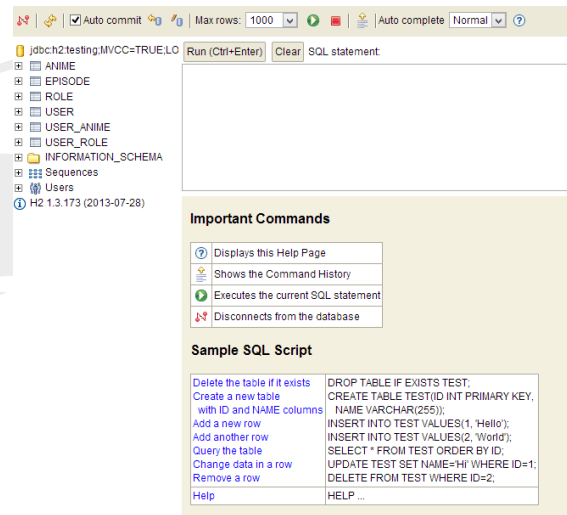 Auto commit Max rows: 1000 Auto complete Normal
jdbc:h2:testing;MVCC=TRUE;LO
ANIME
EPISODE
ROLE
USER
USER_ANIME
USER_ROLE
INFORMATION_SCHEMA
Sequences
Users
H2 1.3.173 (2013-07-28)
Run (Ctrl+Enter) Clear SQL statement:
Important Commands
Displays this Help Page
Shows the Command History
Executes the current SQL statement
Disconnects from the database
Sample SQL Script
Delete the table if it exists DROP TABLE IF EXISTS TEST;
Create a new table CREATE TABLE TEST(ID INT PRIMARY KEY,
with ID and NAME columns NAME VARCHAR(255));
Add a new row INSERT INTO TEST VALUES(1, 'Hello');
Add another row INSERT INTO TEST VALUES(2, 'World');
Query the table SELECT * FROM TEST ORDER BY ID;
Change data in a row UPDATE TEST SET NAME='Hi' WHERE ID=1;
Remove a row DELETE FROM TEST WHERE ID=2;
Help HELP ...